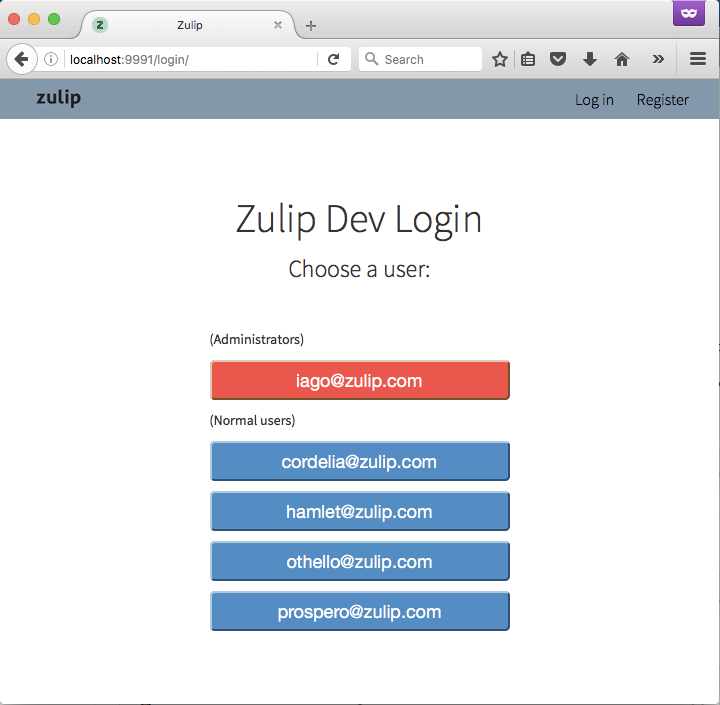 Zulip
localhost:9991/login/
Search
zulip
Log in Register
Zulip Dev Login
Choose a user:
(Administrators)
iago@zulip.com
(Normal users)
cordelia@zulip.com
hamlet@zulip.com
othello@zulip.com
prospero@zulip.com